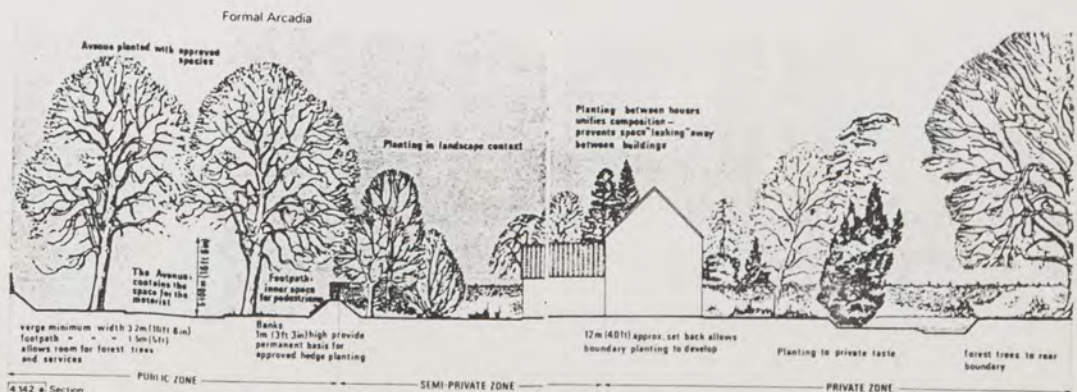 Formal Arcadia
Avenue planted with approved
species
Planting in landscape context
Planting between houses
unifies composition —
prevents space "leaking" away
between buildings
The Avenue:
contains the
space for the
motorist
Footpath:
inner space
for pedestrians
verge minimum width 3·2m (10ft 6in)
footpath " " 1·5m (5ft)
allows room for forest trees
and services
Banks
1m (3ft 3in) high provide
permanent basis for
approved hedge planting
12m (40ft) approx. set back allows
boundary planting to develop
Planting to private taste
forest trees to rear
boundary
PUBLIC ZONE
SEMI-PRIVATE ZONE
PRIVATE ZONE
4.142 a Section